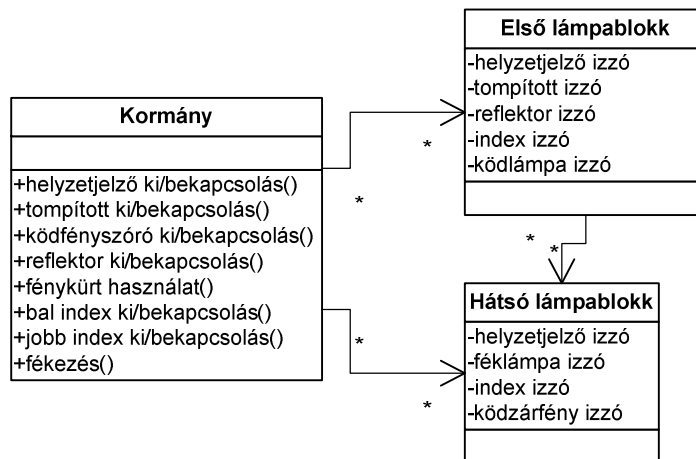 Kormány
+helyzetjelző ki/bekapcsolás()
+tompított ki/bekapcsolás()
+ködfényszóró ki/bekapcsolás()
+reflektor ki/bekapcsolás()
+fénykürt használat()
+bal index ki/bekapcsolás()
+jobb index ki/bekapcsolás()
+fékezés()
*
*
*
*
Első lámpablokk
-helyzetjelző izzó
-tompított izzó
-reflektor izzó
-index izzó
-ködlámpa izzó
*
*
Hátsó lámpablokk
-helyzetjelző izzó
-féklámpa izzó
-index izzó
-ködzárfény izzó